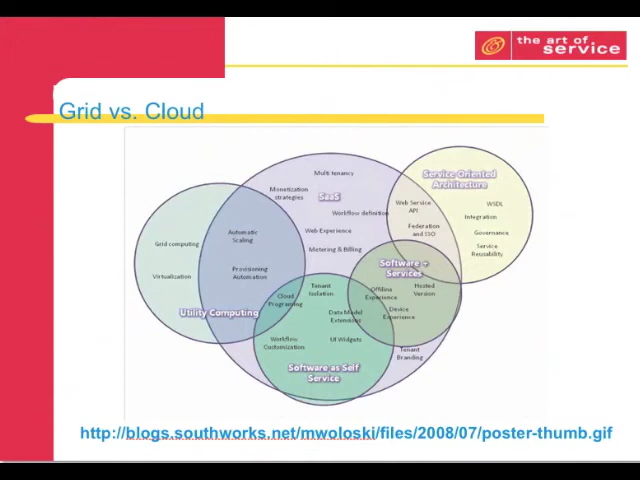 the art of
service
Grid vs. Cloud
Multi tenancy
Monetization
strategies
SaaS
Workflow definition
Web Experience
Metering & Billing
Service Oriented
Architecture
Web Service
API
WSDL
Integration
Federation
and SSO
Governance
Service
Reusability
Grid computing
Virtualization
Automatic
Scaling
Provisioning
Automation
Utility Computing
Software +
Services
Offline
Experience
Hosted
Version
Device
Experience
Tenant
Isolation
Cloud
Programing
Data Model
Extensions
Workflow
Customization
UI Widgets
Tenant
Branding
Software as Self
Service
http://blogs.southworks.net/mwoloski/files/2008/07/poster-thumb.gif